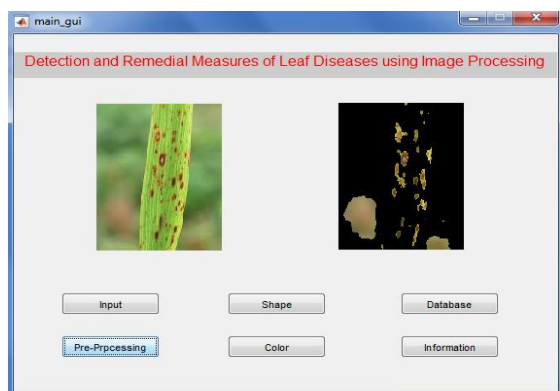 main_gui
Detection and Remedial Measures of Leaf Diseases using Image Processing
Input Shape Database
Pre-Prpcessing Color Information